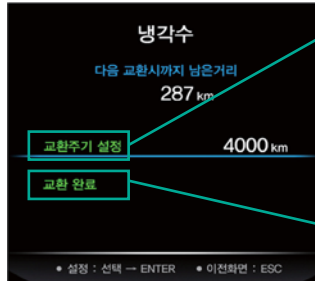 냉각수
다음 교환시까지 남은거리
287 km
교환주기 설정 4000 km
교환 완료
• 설정 : 선택 → ENTER • 이전화면 : ESC